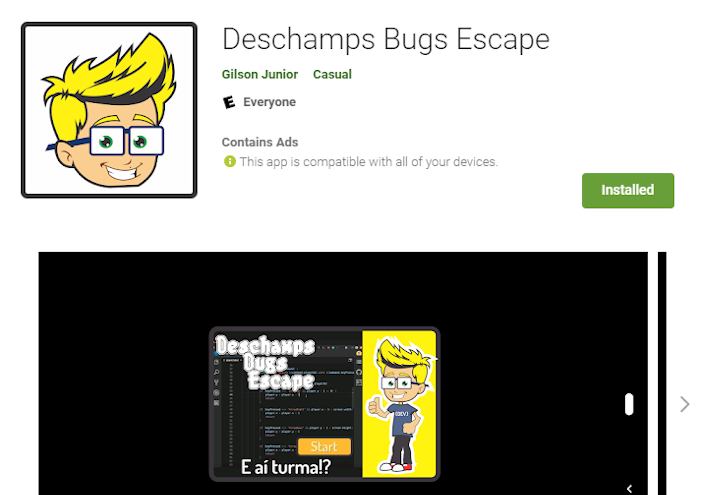 Deschamps Bugs Escape
Gilson Junior Casual
E Everyone
Contains Ads
This app is compatible with all of your devices.
Installed
Deschamps
Bugs
Escape
{DEV}
Start
E aí turma!?